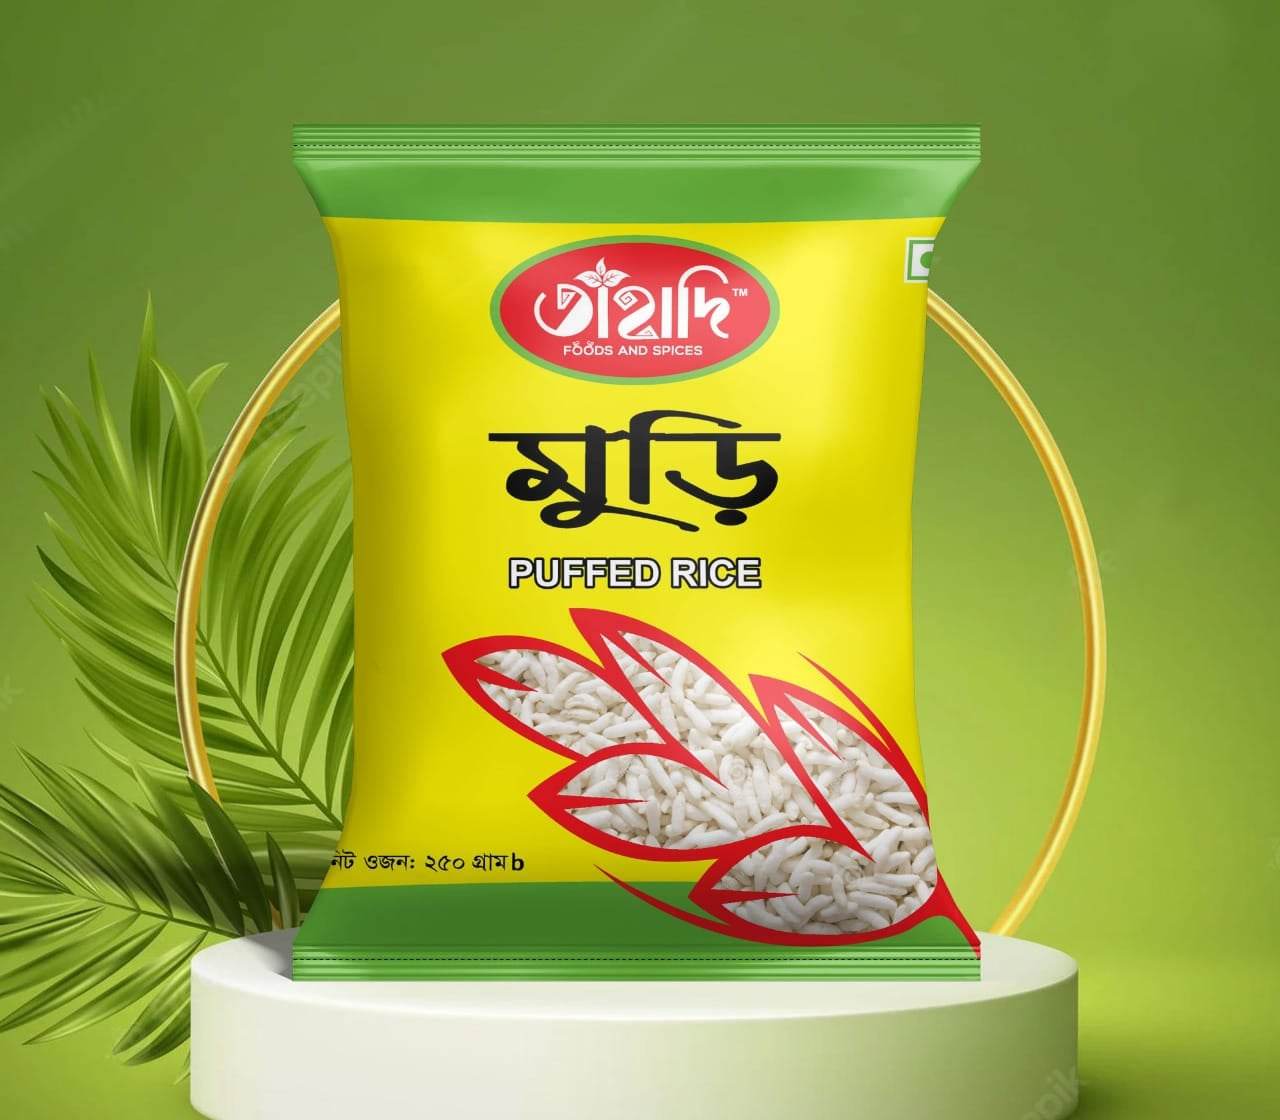 তাহাদি™
FOODS AND SPICES
মুড়ি
PUFFED RICE
নেট ওজন: ২৫০ গ্রাম b